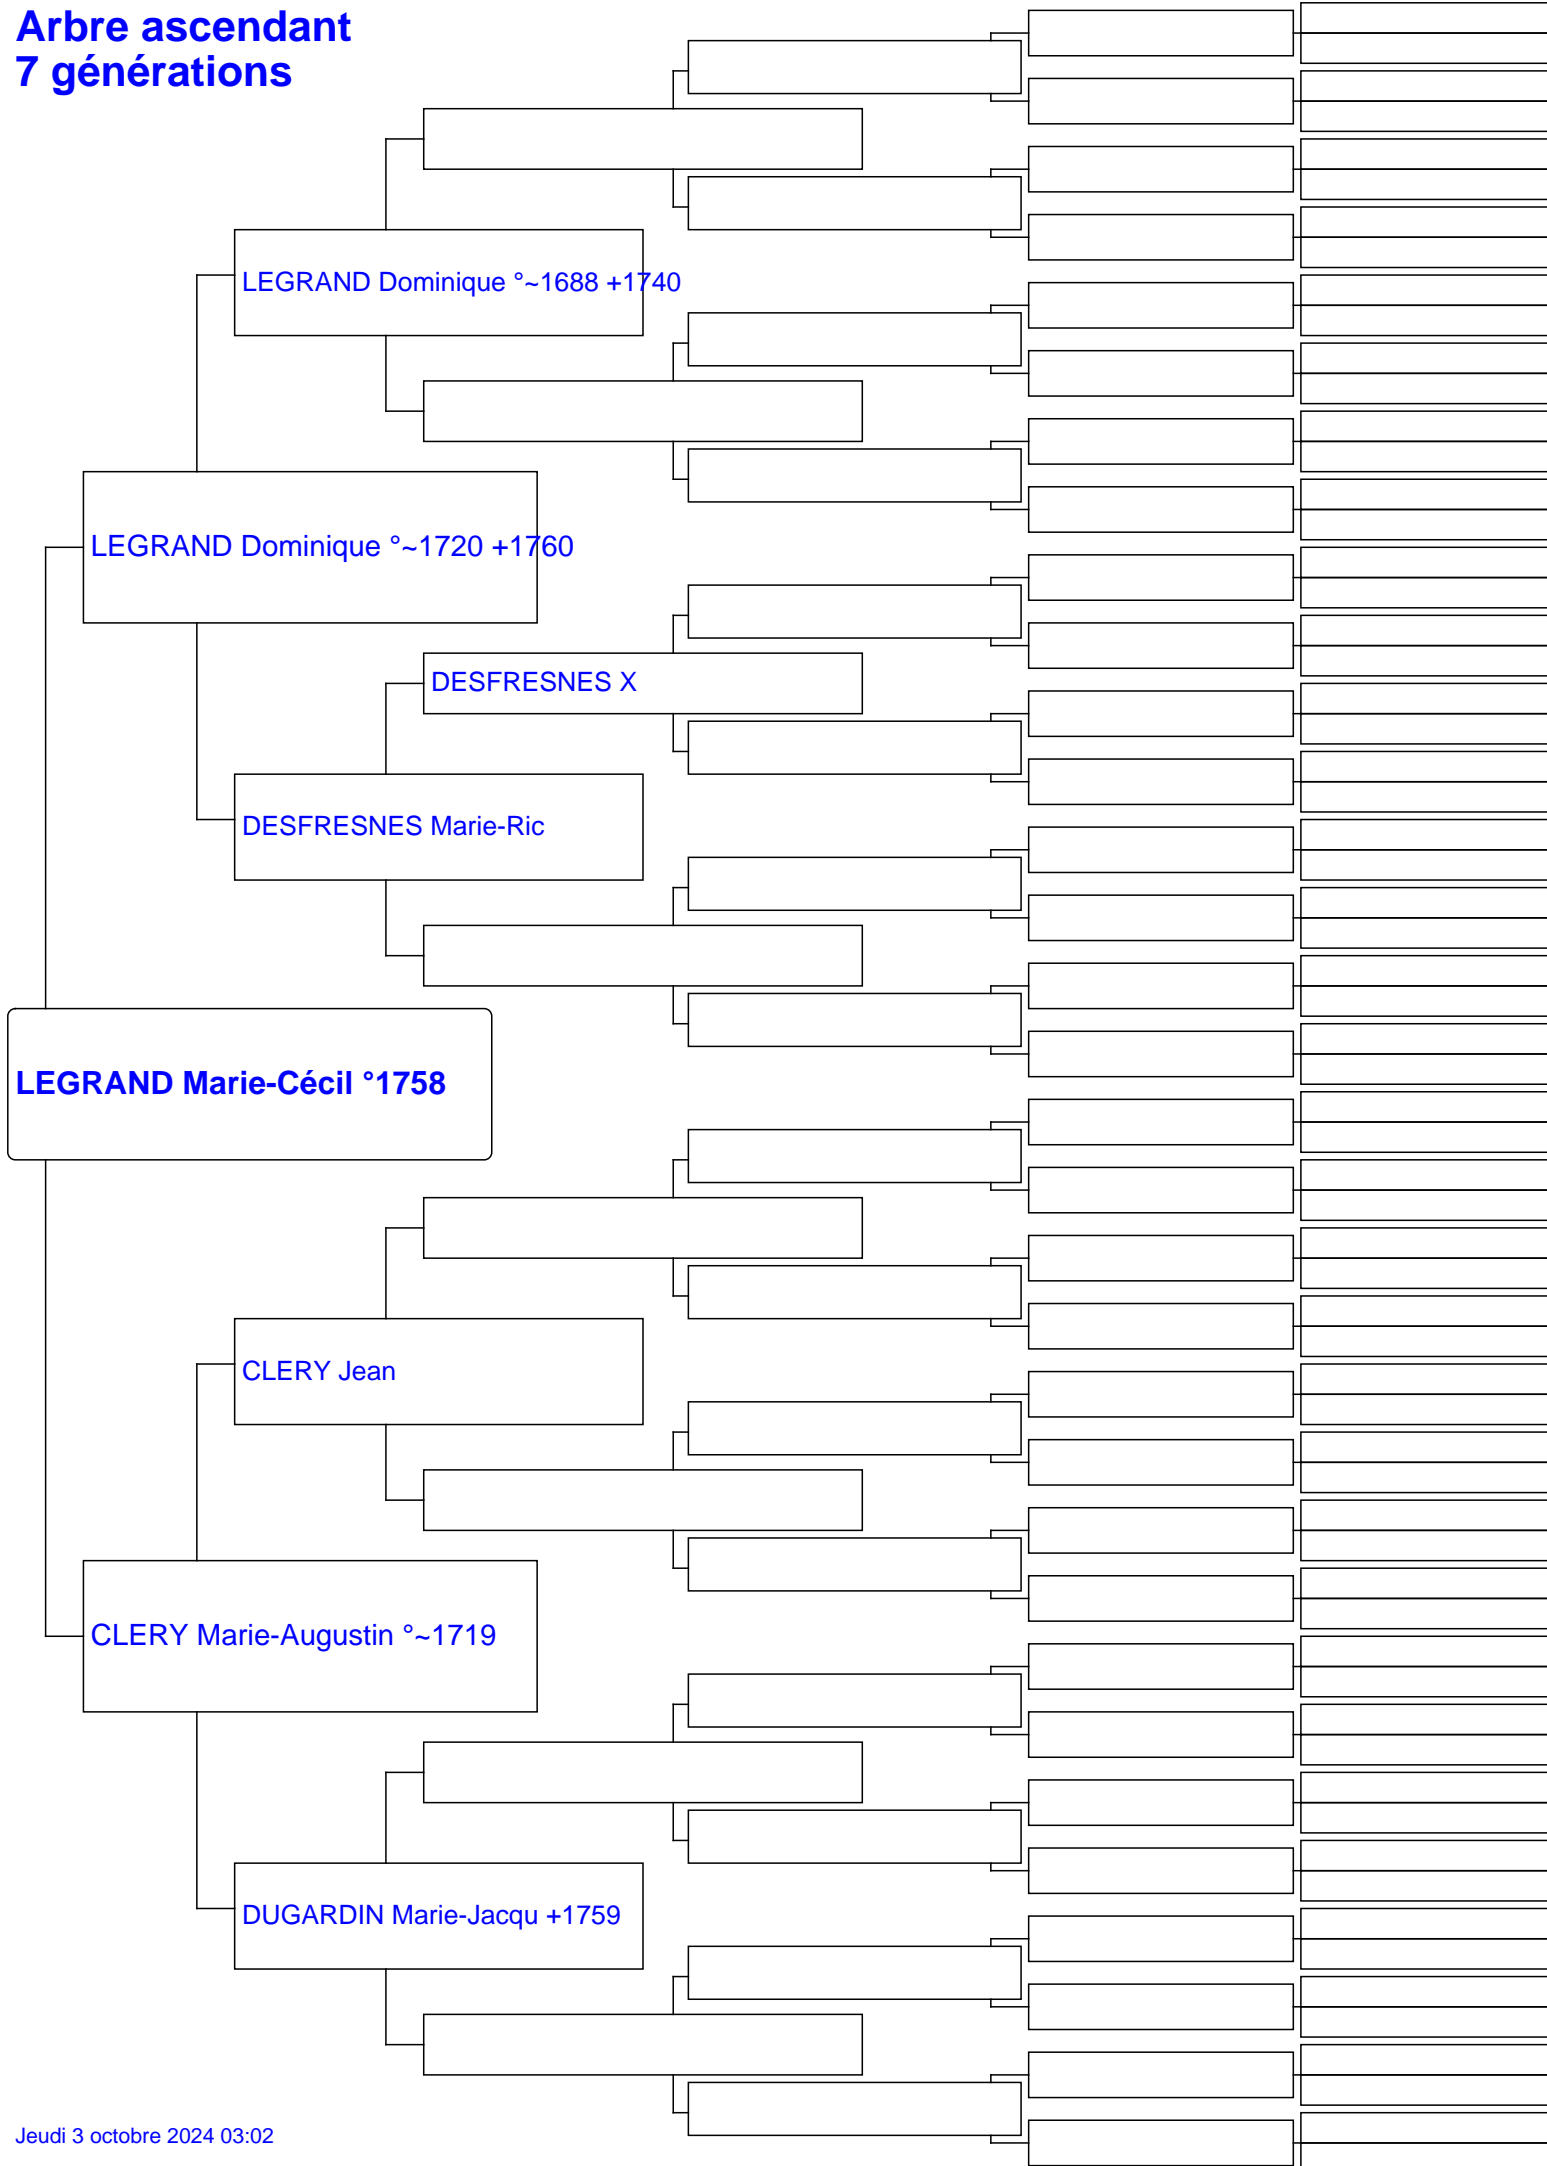 Arbre ascendant
7 générations
LEGRAND Dominique °~1688 +1740
LEGRAND Dominique °~1720 +1760
DESFRESNES X
DESFRESNES Marie-Ric
LEGRAND Marie-Cécil °1758
CLERY Jean
CLERY Marie-Augustin °~1719
DUGARDIN Marie-Jacqu +1759
Jeudi 3 octobre 2024 03:02